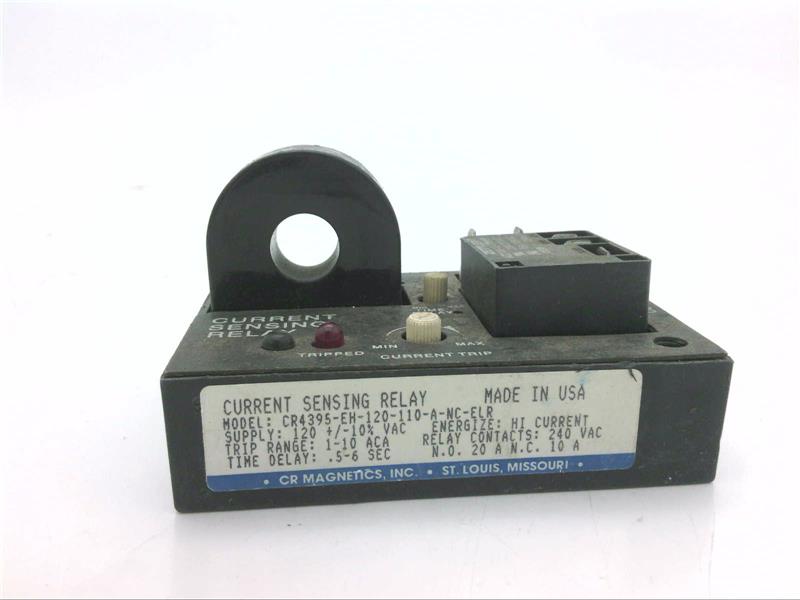 CURRENT
SENSING
RELAY
TRIPPED
MIN
MAX
CURRENT TRIP
CURRENT SENSING RELAY MADE IN USA
MODEL: CR4395-EH-120-110-A-NC-ELR
SUPPLY: 120 +/-10% VAC ENERGIZE: HI CURRENT
TRIP RANGE: 1-10 ACA RELAY CONTACTS: 240 VAC
TIME DELAY: .5-6 SEC N.O. 20 A N.C. 10 A
• CR MAGNETICS, INC. • ST. LOUIS, MISSOURI •